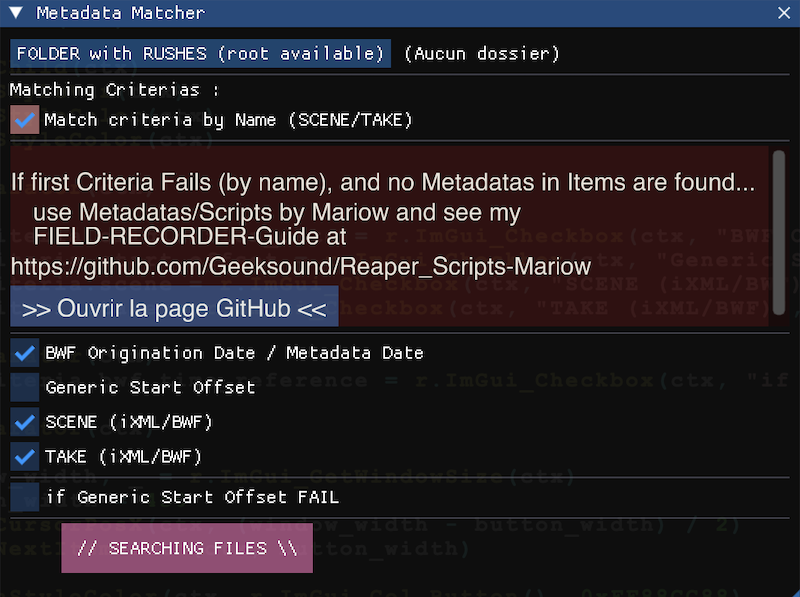 Metadata Matcher
FOLDER with RUSHES (root available) (Aucun dossier)
Matching Criterias :
Match criteria by Name (SCENE/TAKE)
If first Criteria Fails (by name), and no Metadatas in Items are found...
use Metadatas/Scripts by Mariow and see my
FIELD-RECORDER-Guide at
https://github.com/Geeksound/Reaper_Scripts-Mariow
>> Ouvrir la page GitHub <<
BWF Origination Date / Metadata Date
Generic Start Offset
SCENE (iXML/BWF)
TAKE (iXML/BWF)
if Generic Start Offset FAIL
// SEARCHING FILES \\